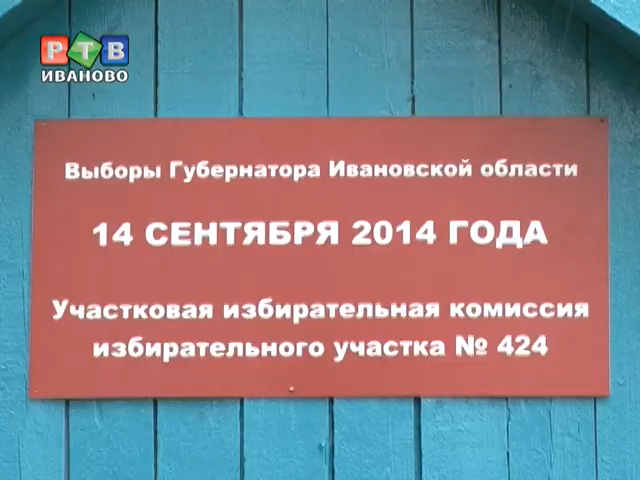 РТВ
ИВАНОВО
Выборы Губернатора Ивановской области
14 СЕНТЯБРЯ 2014 ГОДА
Участковая избирательная комиссия
избирательного участка № 424